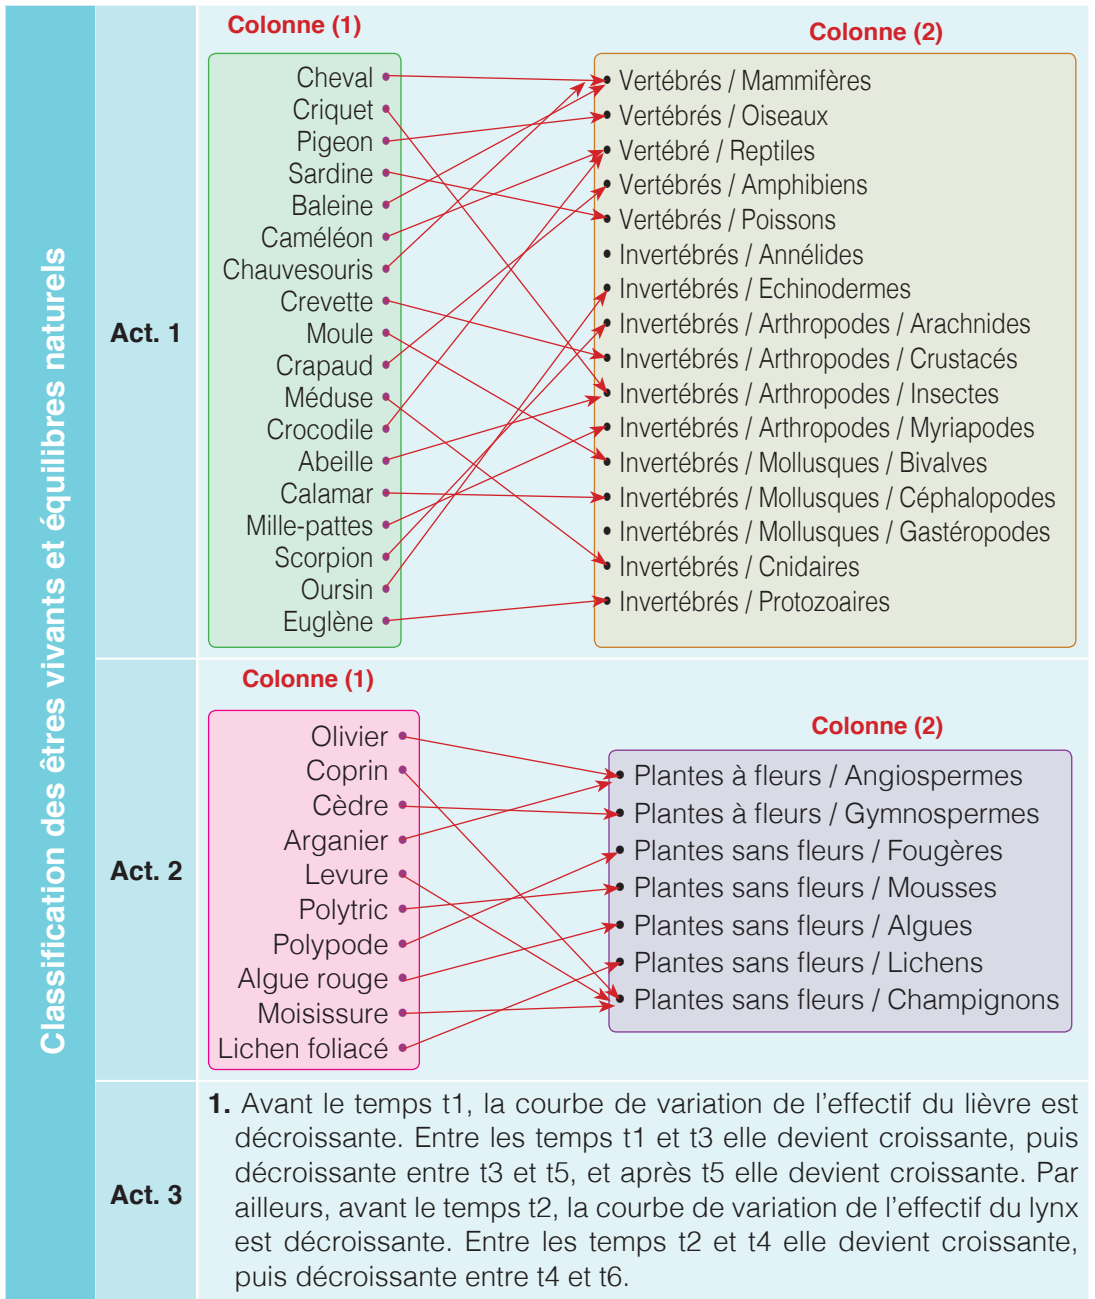 Classification des êtres vivants et équilibres naturels
Act. 1
Colonne (1)
Cheval
Criquet
Pigeon
Sardine
Baleine
Caméléon
Chauvesouris
Crevette
Moule
Crapaud
Méduse
Crocodile
Abeille
Calamar
Mille-pattes
Scorpion
Oursin
Euglène
Colonne (2)
Vertébrés / Mammifères
Vertébrés / Oiseaux
Vertébré / Reptiles
Vertébrés / Amphibiens
Vertébrés / Poissons
Invertébrés / Annélides
Invertébrés / Echinodermes
Invertébrés / Arthropodes / Arachnides
Invertébrés / Arthropodes / Crustacés
Invertébrés / Arthropodes / Insectes
Invertébrés / Arthropodes / Myriapodes
Invertébrés / Mollusques / Bivalves
Invertébrés / Mollusques / Céphalopodes
Invertébrés / Mollusques / Gastéropodes
Invertébrés / Cnidaires
Invertébrés / Protozoaires
Act. 2
Colonne (1)
Olivier
Coprin
Cèdre
Arganier
Levure
Polytric
Polypode
Algue rouge
Moisissure
Lichen foliacé
Colonne (2)
Plantes à fleurs / Angiospermes
Plantes à fleurs / Gymnospermes
Plantes sans fleurs / Fougères
Plantes sans fleurs / Mousses
Plantes sans fleurs / Algues
Plantes sans fleurs / Lichens
Plantes sans fleurs / Champignons
Act. 3
1. Avant le temps t1, la courbe de variation de l'effectif du lièvre est
décroissante. Entre les temps t1 et t3 elle devient croissante, puis
décroissante entre t3 et t5, et après t5 elle devient croissante. Par
ailleurs, avant le temps t2, la courbe de variation de l'effectif du lynx
est décroissante. Entre les temps t2 et t4 elle devient croissante,
puis décroissante entre t4 et t6.